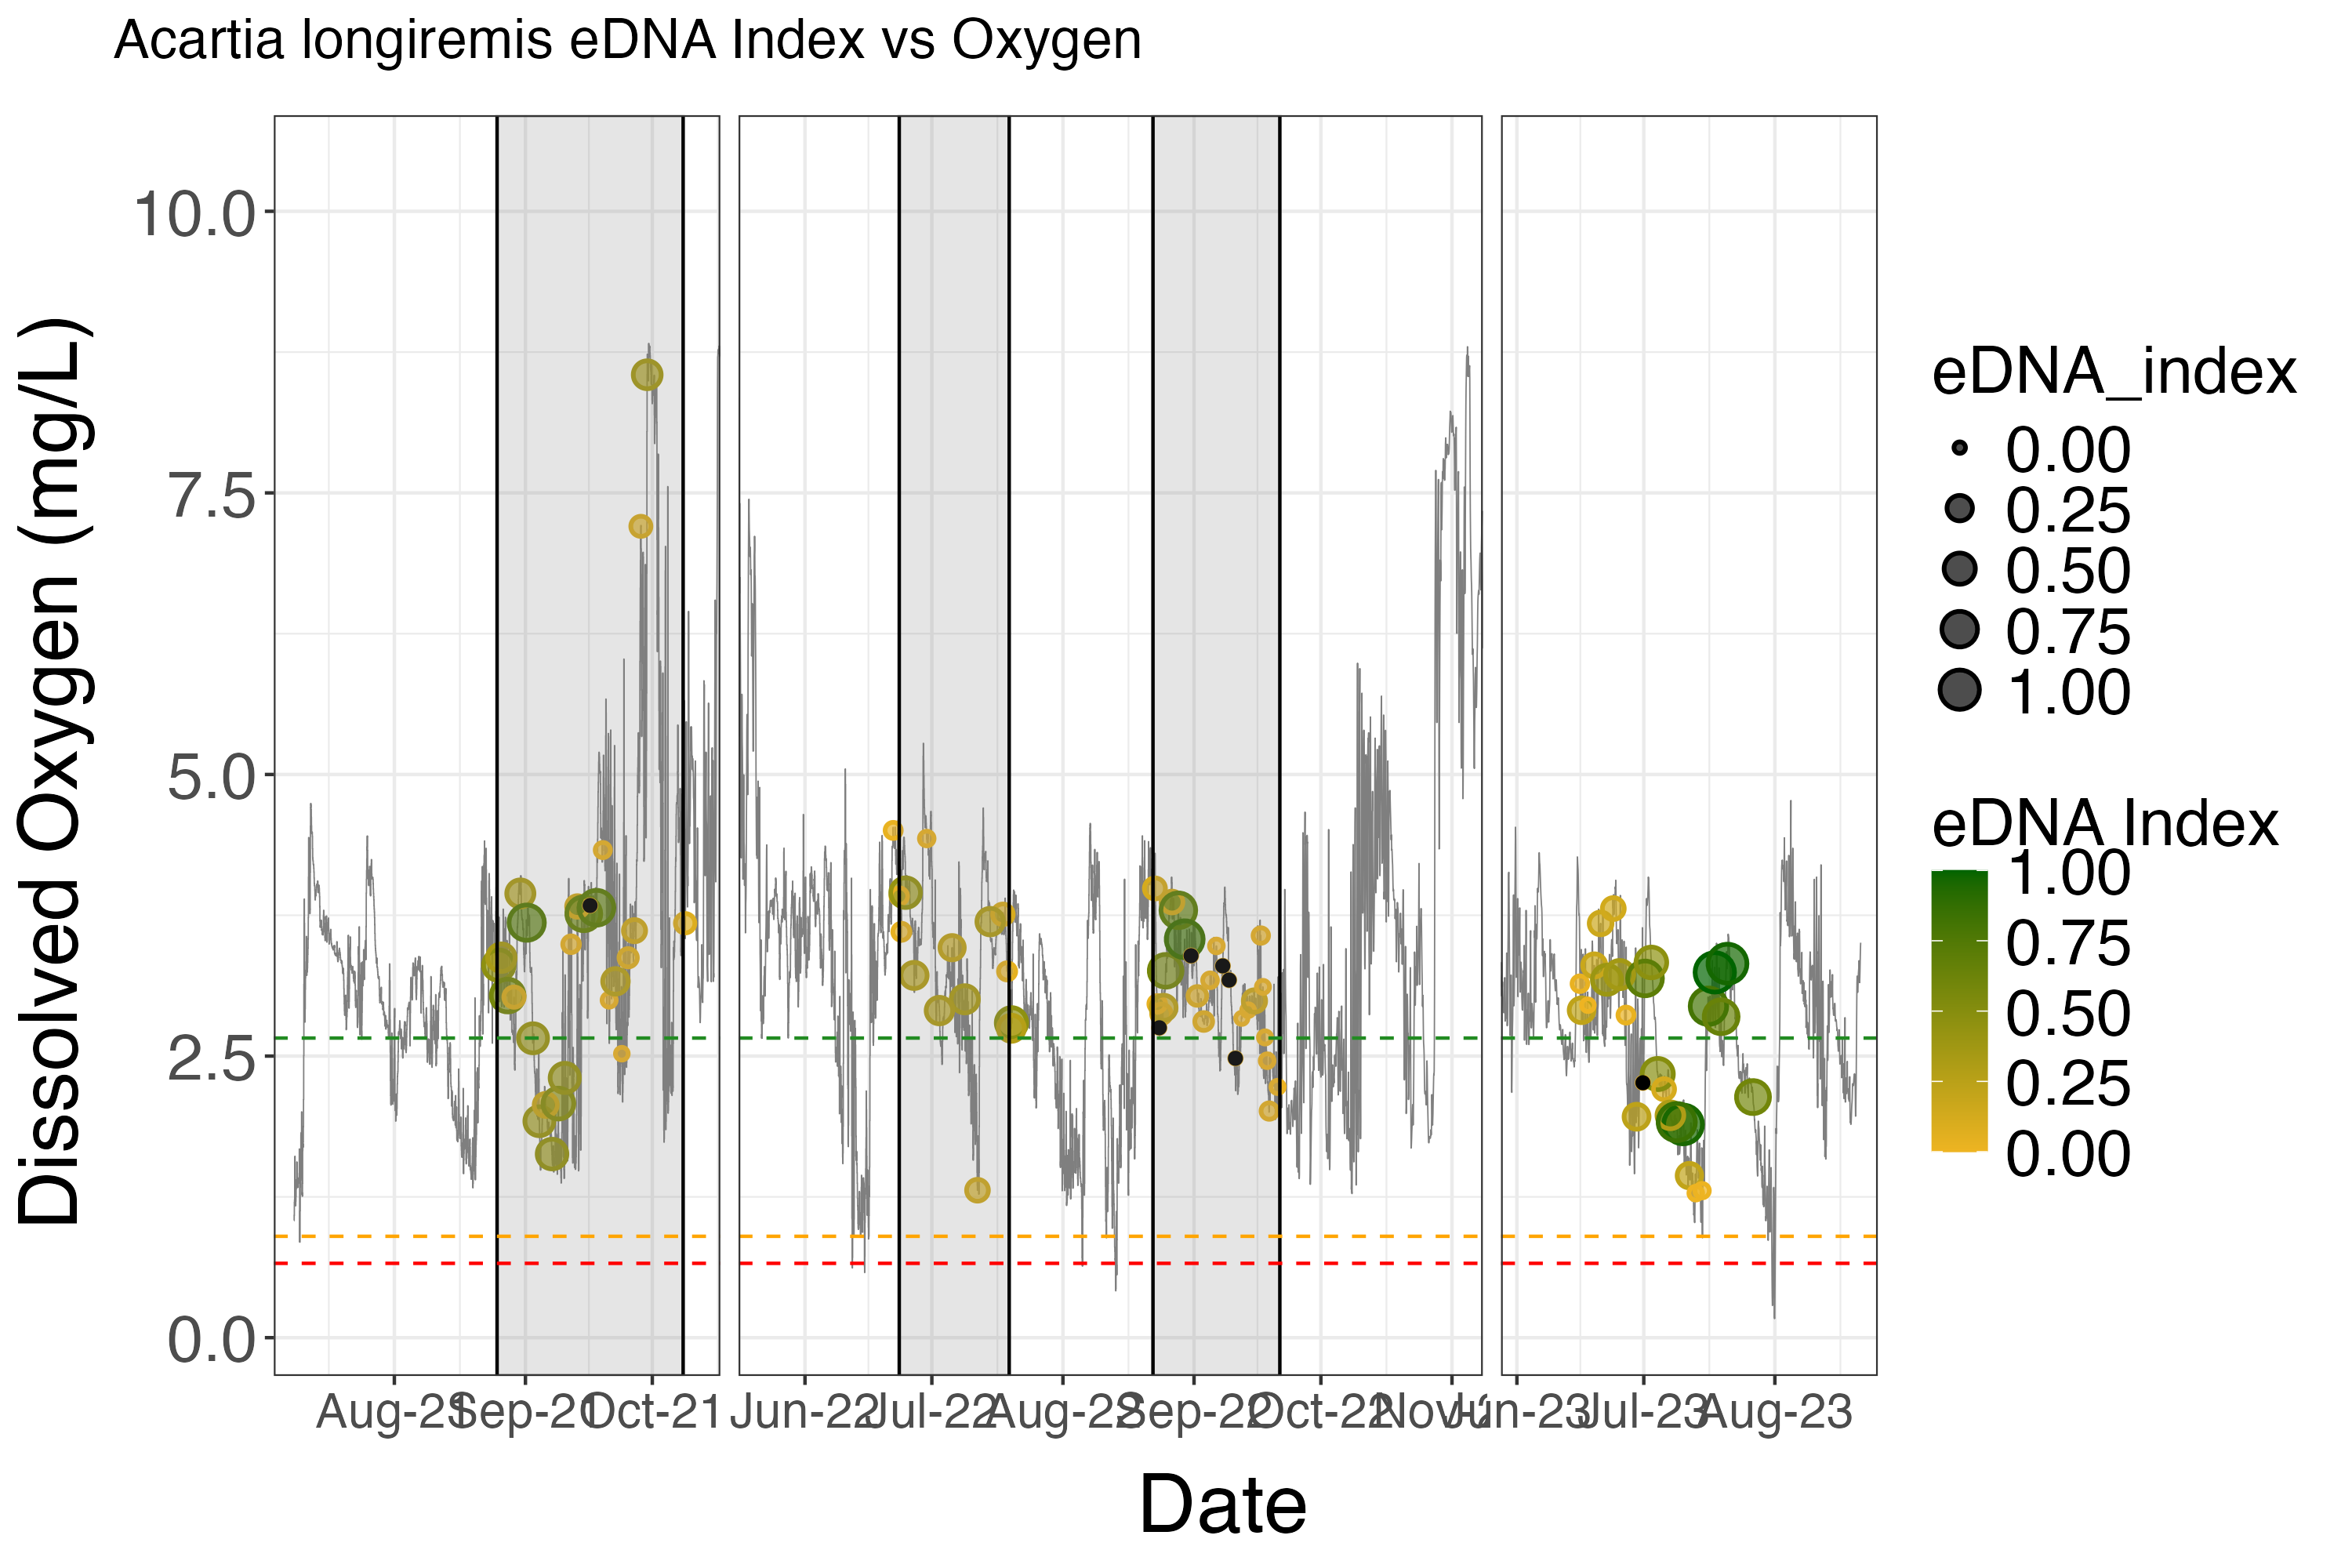 Acartia longiremis eDNA Index vs Oxygen
Dissolved Oxygen (mg/L)
10.0
7.5
5.0
2.5
0.0
Aug-21 Sep-21 Oct-21 Jun-22 Jul-22 Aug-22 Sep-22 Oct-22 Nov-22 Jun-23 Jul-23 Aug-23
Date
eDNA_index
0.00
0.25
0.50
0.75
1.00
eDNA Index
1.00
0.75
0.50
0.25
0.00